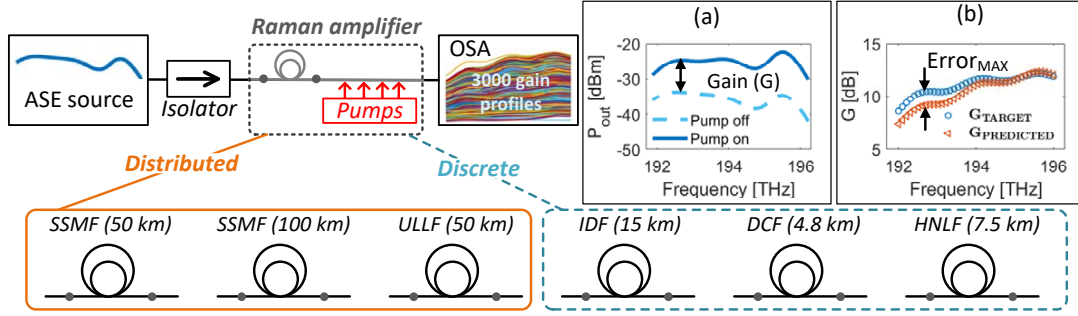 Raman amplifier
ASE source
Isolator
Pumps
OSA
3000 gain
profiles
(a)
-20
-30
-40
-50
P_out [dBm]
Gain (G)
Pump off
Pump on
192
194
196
Frequency [THz]
(b)
15
10
5
G [dB]
Error_MAX
G_TARGET
G_PREDICTED
192
194
196
Frequency [THz]
Distributed
Discrete
SSMF (50 km)
SSMF (100 km)
ULLF (50 km)
IDF (15 km)
DCF (4.8 km)
HNLF (7.5 km)